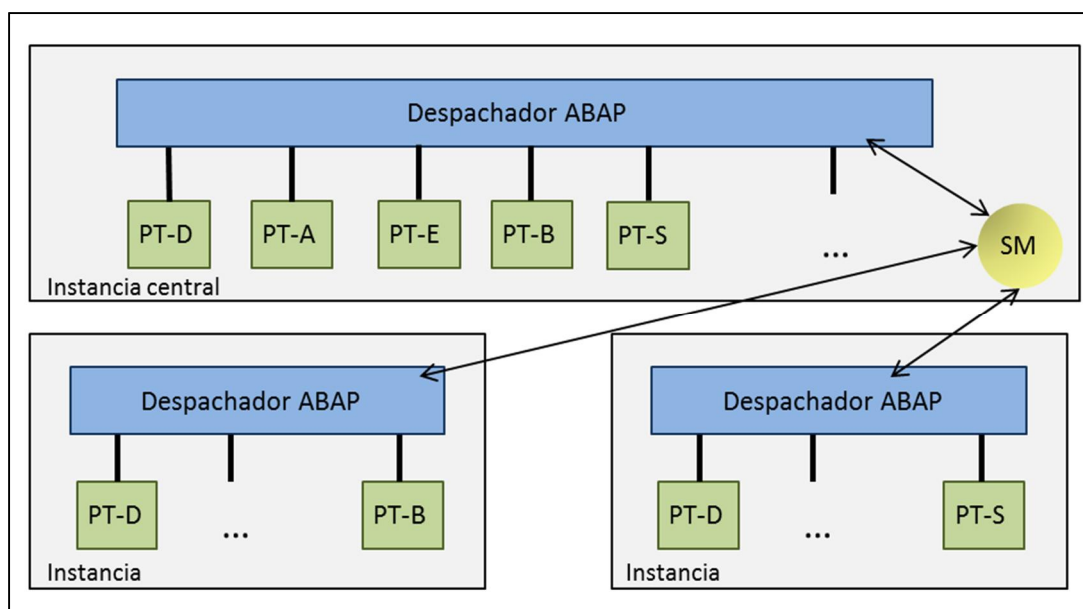 Despachador ABAP
PT-D
PT-A
PT-E
PT-B
PT-S
...
SM
Instancia central
Despachador ABAP
PT-D
...
PT-B
Instancia
Despachador ABAP
PT-D
...
PT-S
Instancia